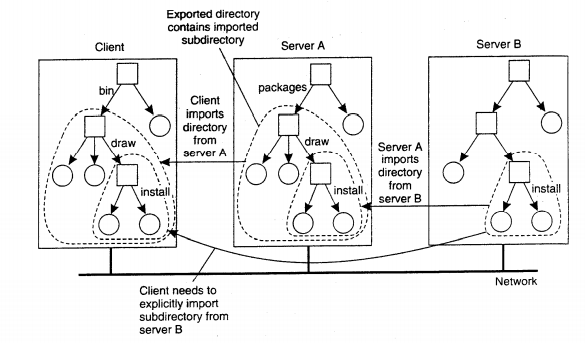 Exported directory
contains imported
subdirectory
Client
Server A
Server B
bin
packages
Client
imports
directory
from
server A
draw
draw
Server A
imports
directory
from
server B
install
install
install
Network
Client needs to
explicitly import
subdirectory from
server B